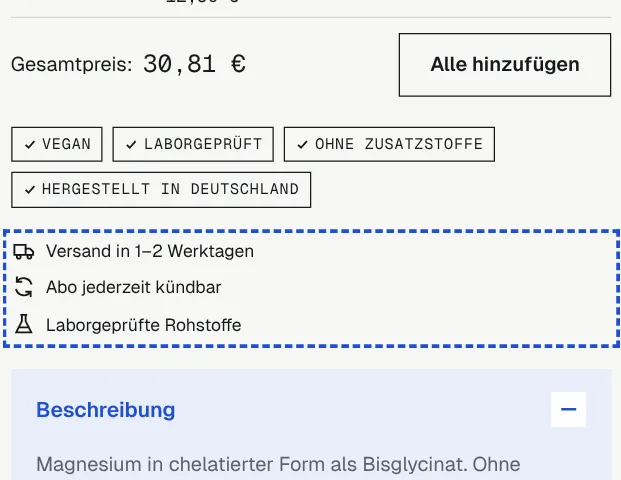 Gesamtpreis: 30,81 €
Alle hinzufügen
✓ VEGAN ✓ LABORGEPRÜFT ✓ OHNE ZUSATZSTOFFE
✓ HERGESTELLT IN DEUTSCHLAND
Versand in 1–2 Werktagen
Abo jederzeit kündbar
Laborgeprüfte Rohstoffe
Beschreibung
Magnesium in chelatierter Form als Bisglycinat. Ohne